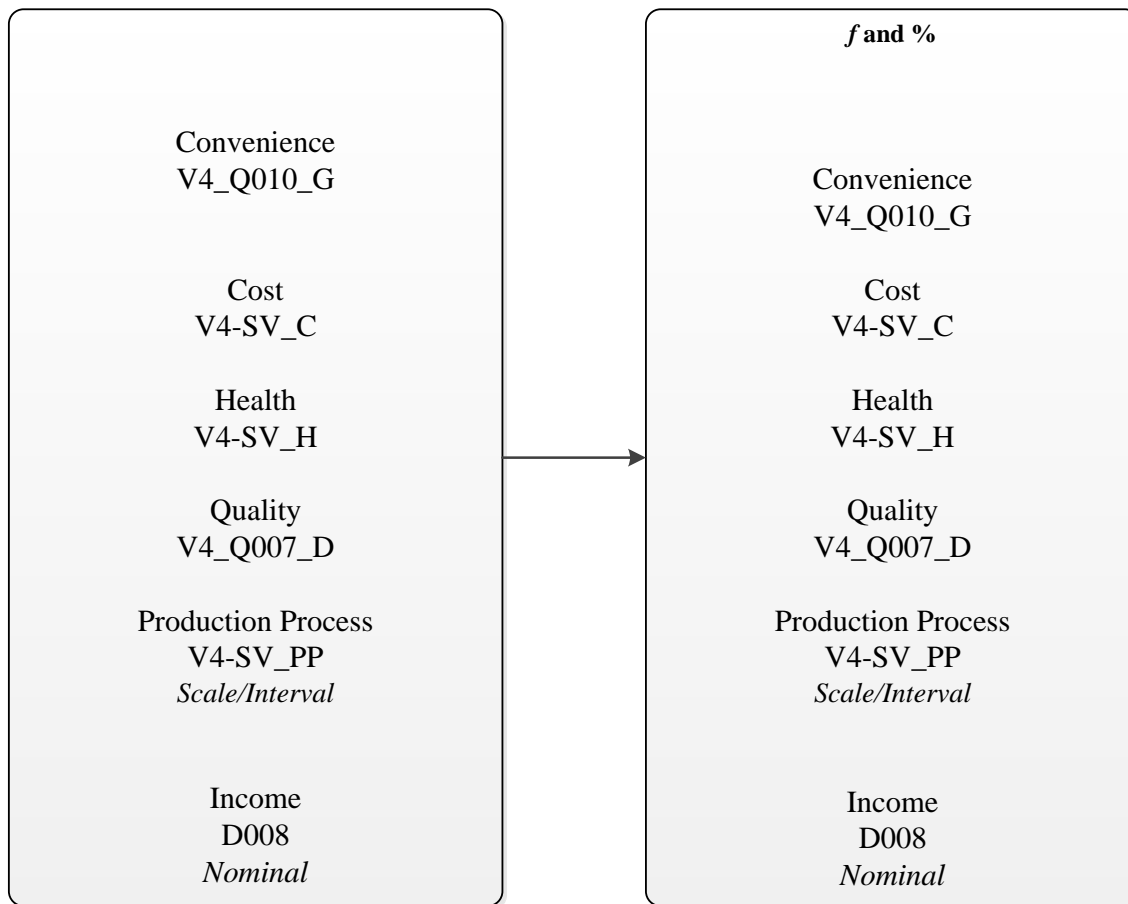 Convenience
V4_Q010_G
Cost
V4-SV_C
Health
V4-SV_H
Quality
V4_Q007_D
Production Process
V4-SV_PP
Scale/Interval
Income
D008
Nominal
f and %
Convenience
V4_Q010_G
Cost
V4-SV_C
Health
V4-SV_H
Quality
V4_Q007_D
Production Process
V4-SV_PP
Scale/Interval
Income
D008
Nominal